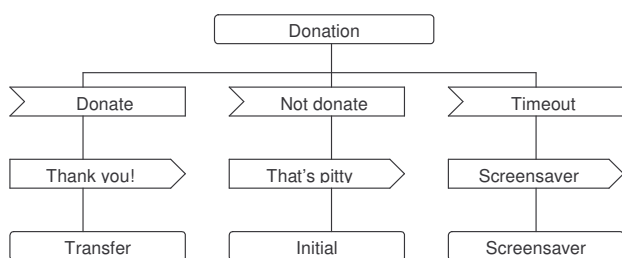 Donation
Donate Not donate Timeout
Thank you! That's pitty Screensaver
Transfer Initial Screensaver